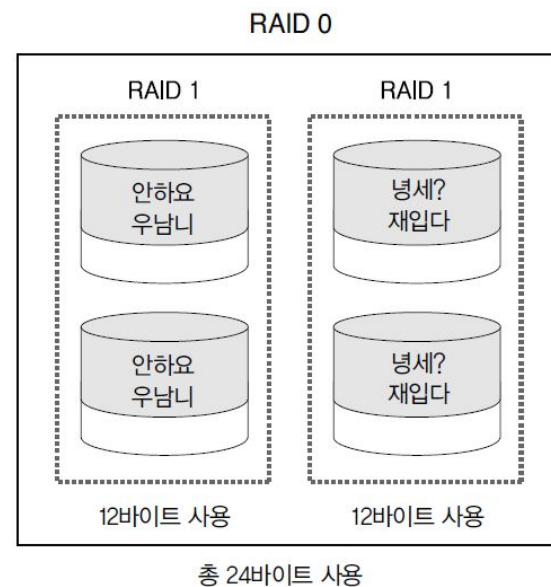 RAID 0
RAID 1
안하요
우남니
안하요
우남니
12바이트 사용
RAID 1
녕세?
재입다
녕세?
재입다
12바이트 사용
총 24바이트 사용